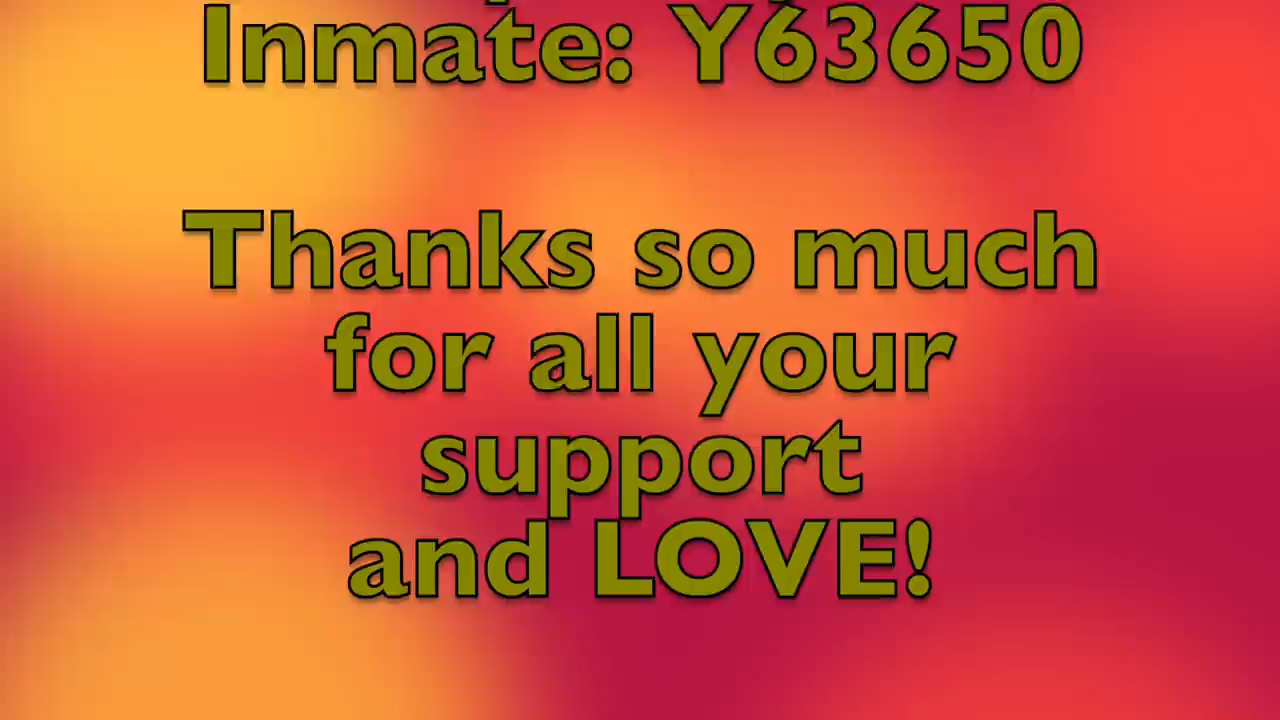 Inmate: Y63650
Thanks so much
for all your
support
and LOVE!